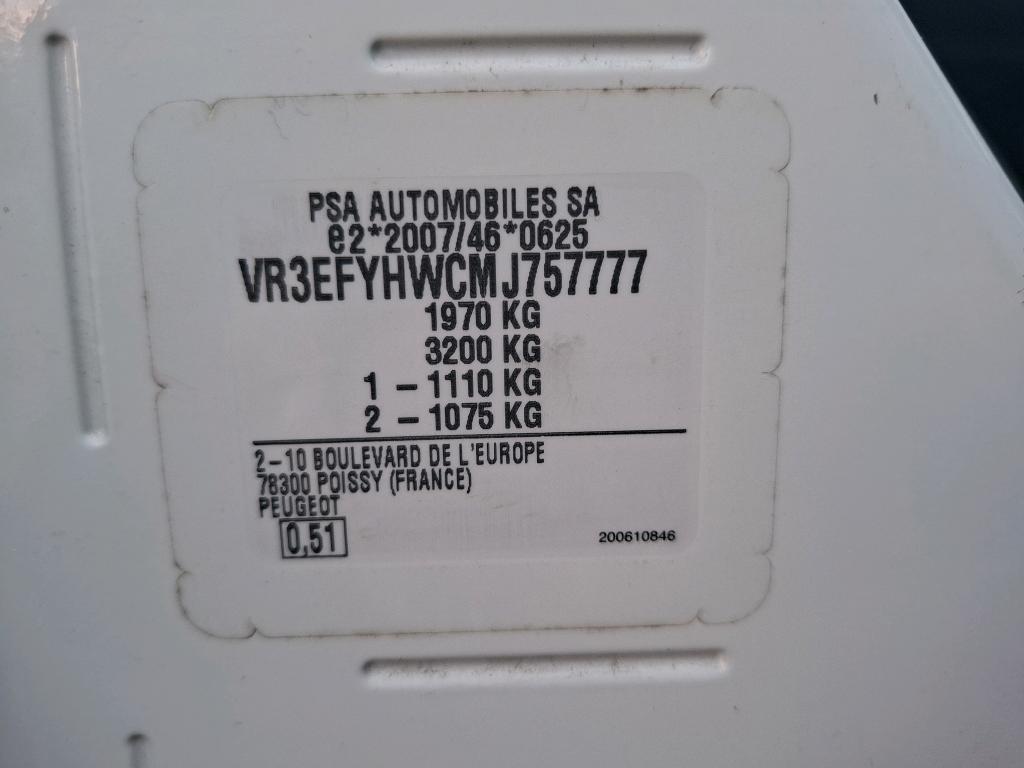 PSA AUTOMOBILES SA
e2*2007/46*0625
VR3EFYHWCMJ757777
1970 KG
3200 KG
1 - 1110 KG
2 - 1075 KG
2-10 BOULEVARD DE L'EUROPE
78300 POISSY (FRANCE)
PEUGEOT
0,51
200610846